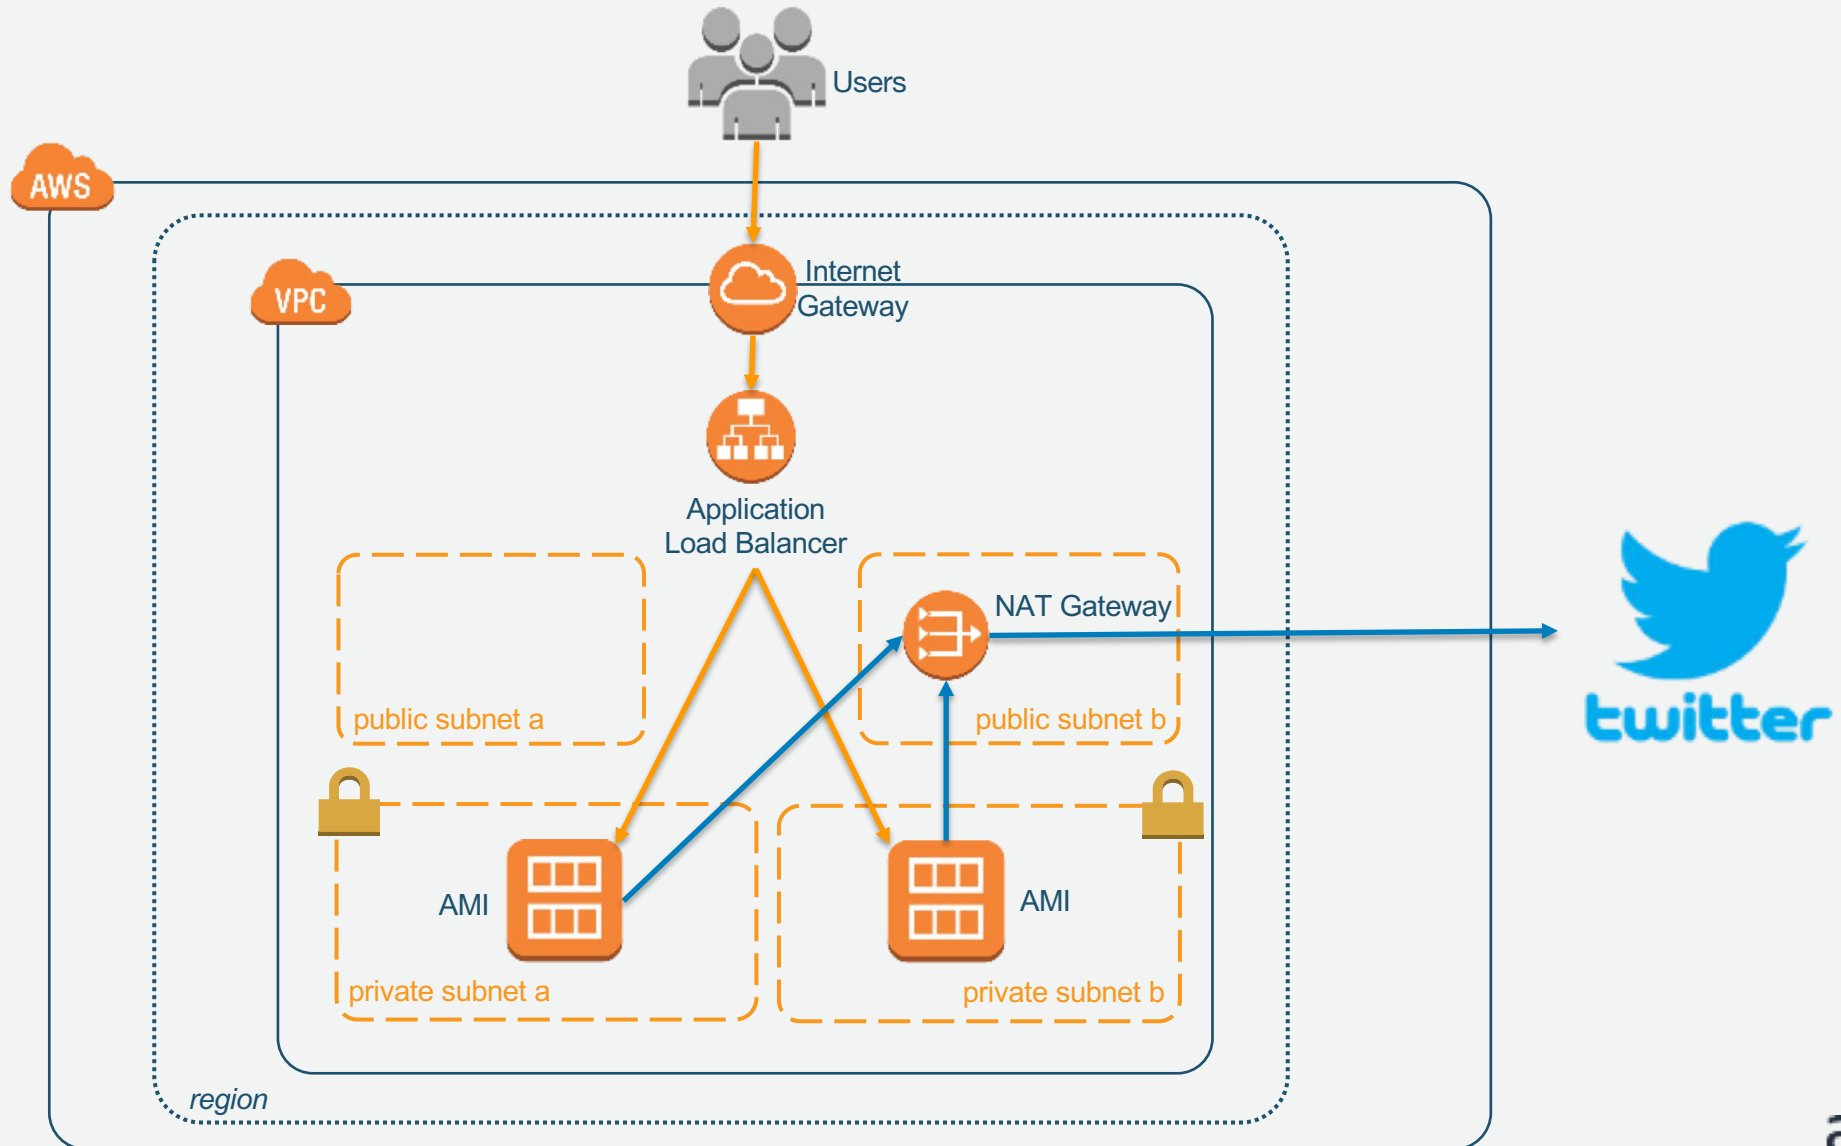 Users
AWS
Internet
Gateway
VPC
Application
Load Balancer
NAT Gateway
public subnet a
public subnet b
twitter
AMI
AMI
private subnet a
private subnet b
region